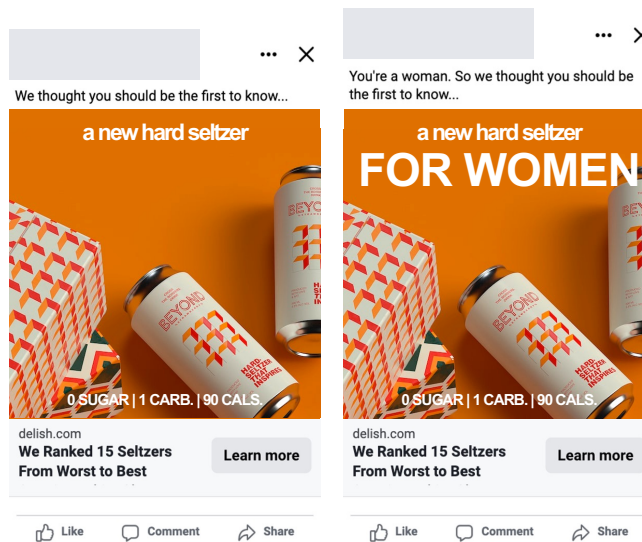 We thought you should be the first to know...
a new hard seltzer
BEYOND
HARD
SELTZER
THAT
INSPIRES
0 SUGAR | 1 CARB. | 90 CALS.
delish.com
We Ranked 15 Seltzers
From Worst to Best
Learn more
Like
Comment
Share
You're a woman. So we thought you should be
the first to know...
a new hard seltzer
FOR WOMEN
BEYOND
HARD
SELTZER
THAT
INSPIRES
0 SUGAR | 1 CARB. | 90 CALS.
delish.com
We Ranked 15 Seltzers
From Worst to Best
Learn more
Like
Comment
Share